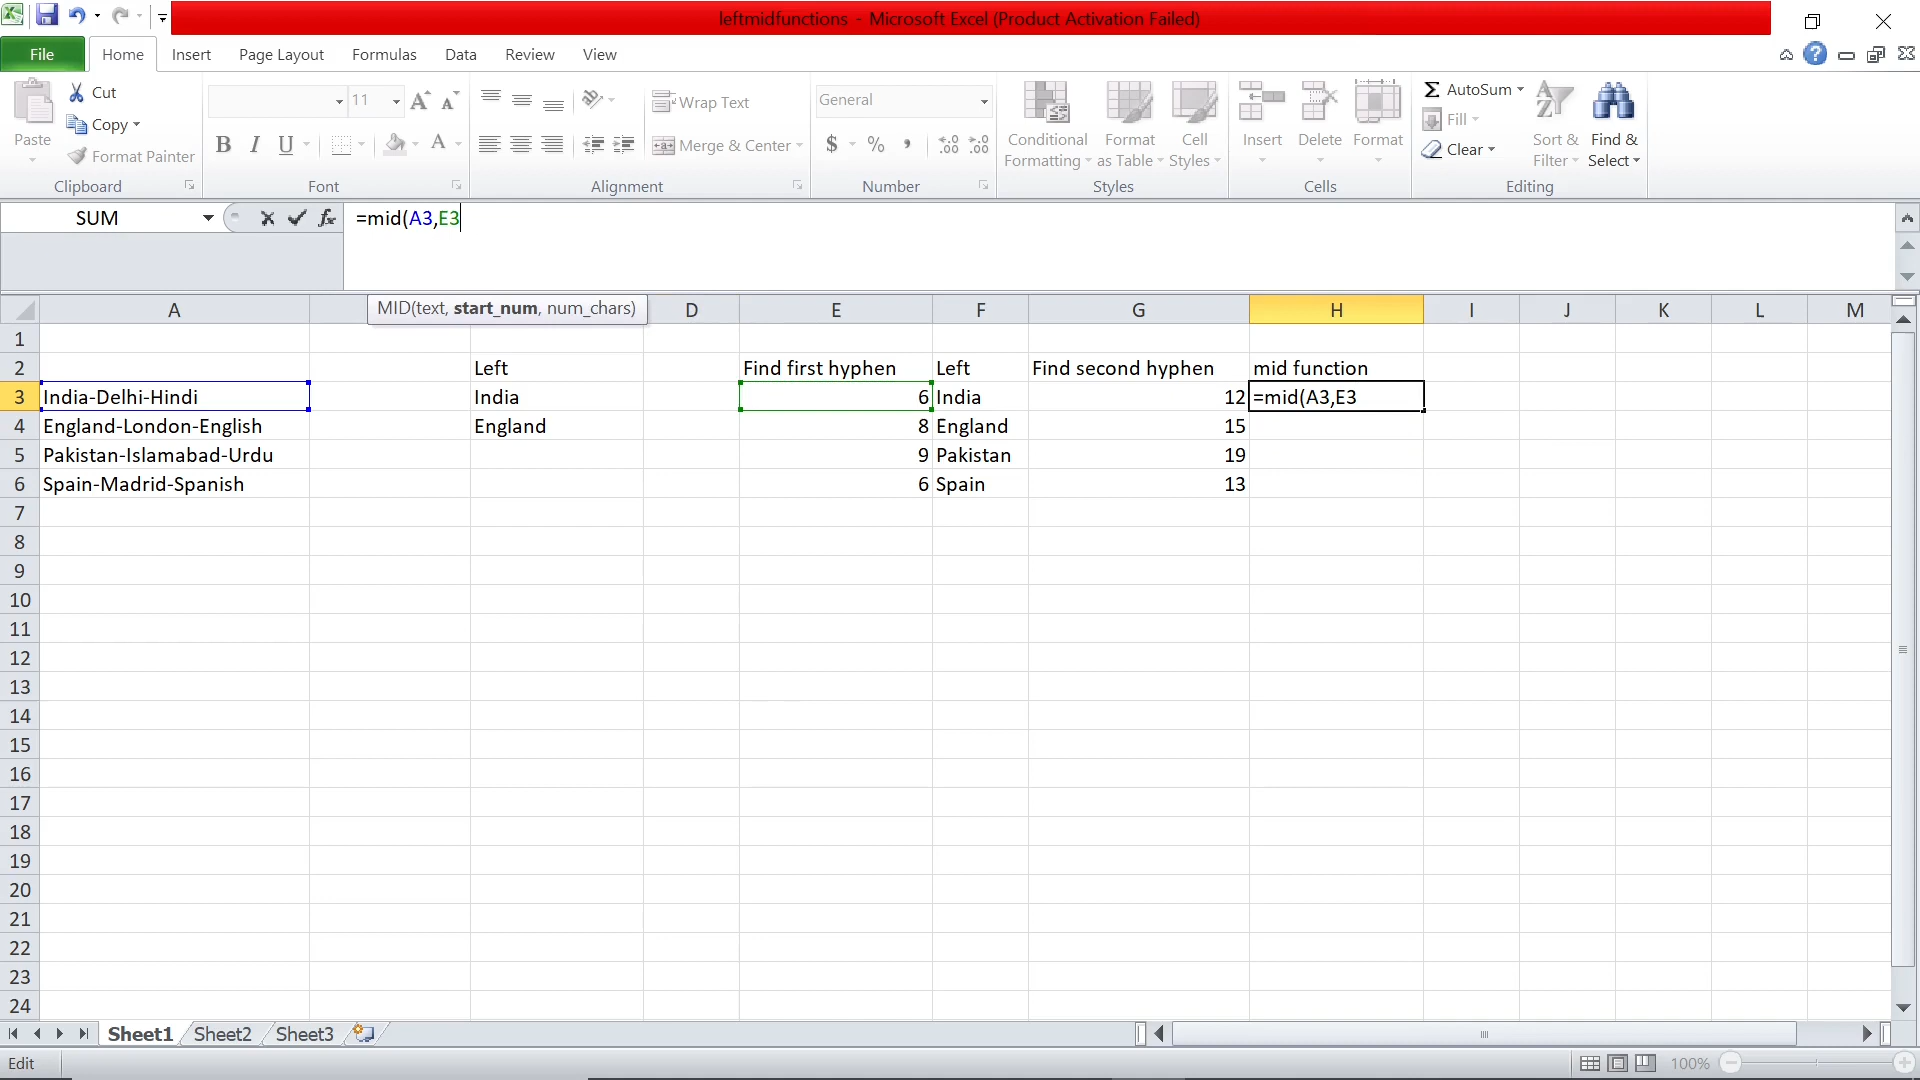 leftmidfunctions - Microsoft Excel (Product Activation Failed)
File Home Insert Page Layout Formulas Data Review View
Paste
Cut
Copy
Format Painter
Clipboard
11
B I U
A
Font
Wrap Text
Merge & Center
Alignment
General
$ % ,
Number
Conditional Formatting
Format as Table
Cell Styles
Styles
Insert
Delete
Format
Cells
Σ AutoSum
Fill
Clear
Sort & Filter
Find & Select
Editing
SUM
fx
=mid(A3,E3
MID(text, start_num, num_chars)
A D E F G H I J K L M
1
2 Left Find first hyphen Left Find second hyphen mid function
3 India-Delhi-Hindi India 6 India 12 =mid(A3,E3
4 England-London-English England 8 England 15
5 Pakistan-Islamabad-Urdu 9 Pakistan 19
6 Spain-Madrid-Spanish 6 Spain 13
7
8
9
10
11
12
13
14
15
16
17
18
19
20
21
22
23
24
Sheet1 Sheet2 Sheet3
Edit
100%